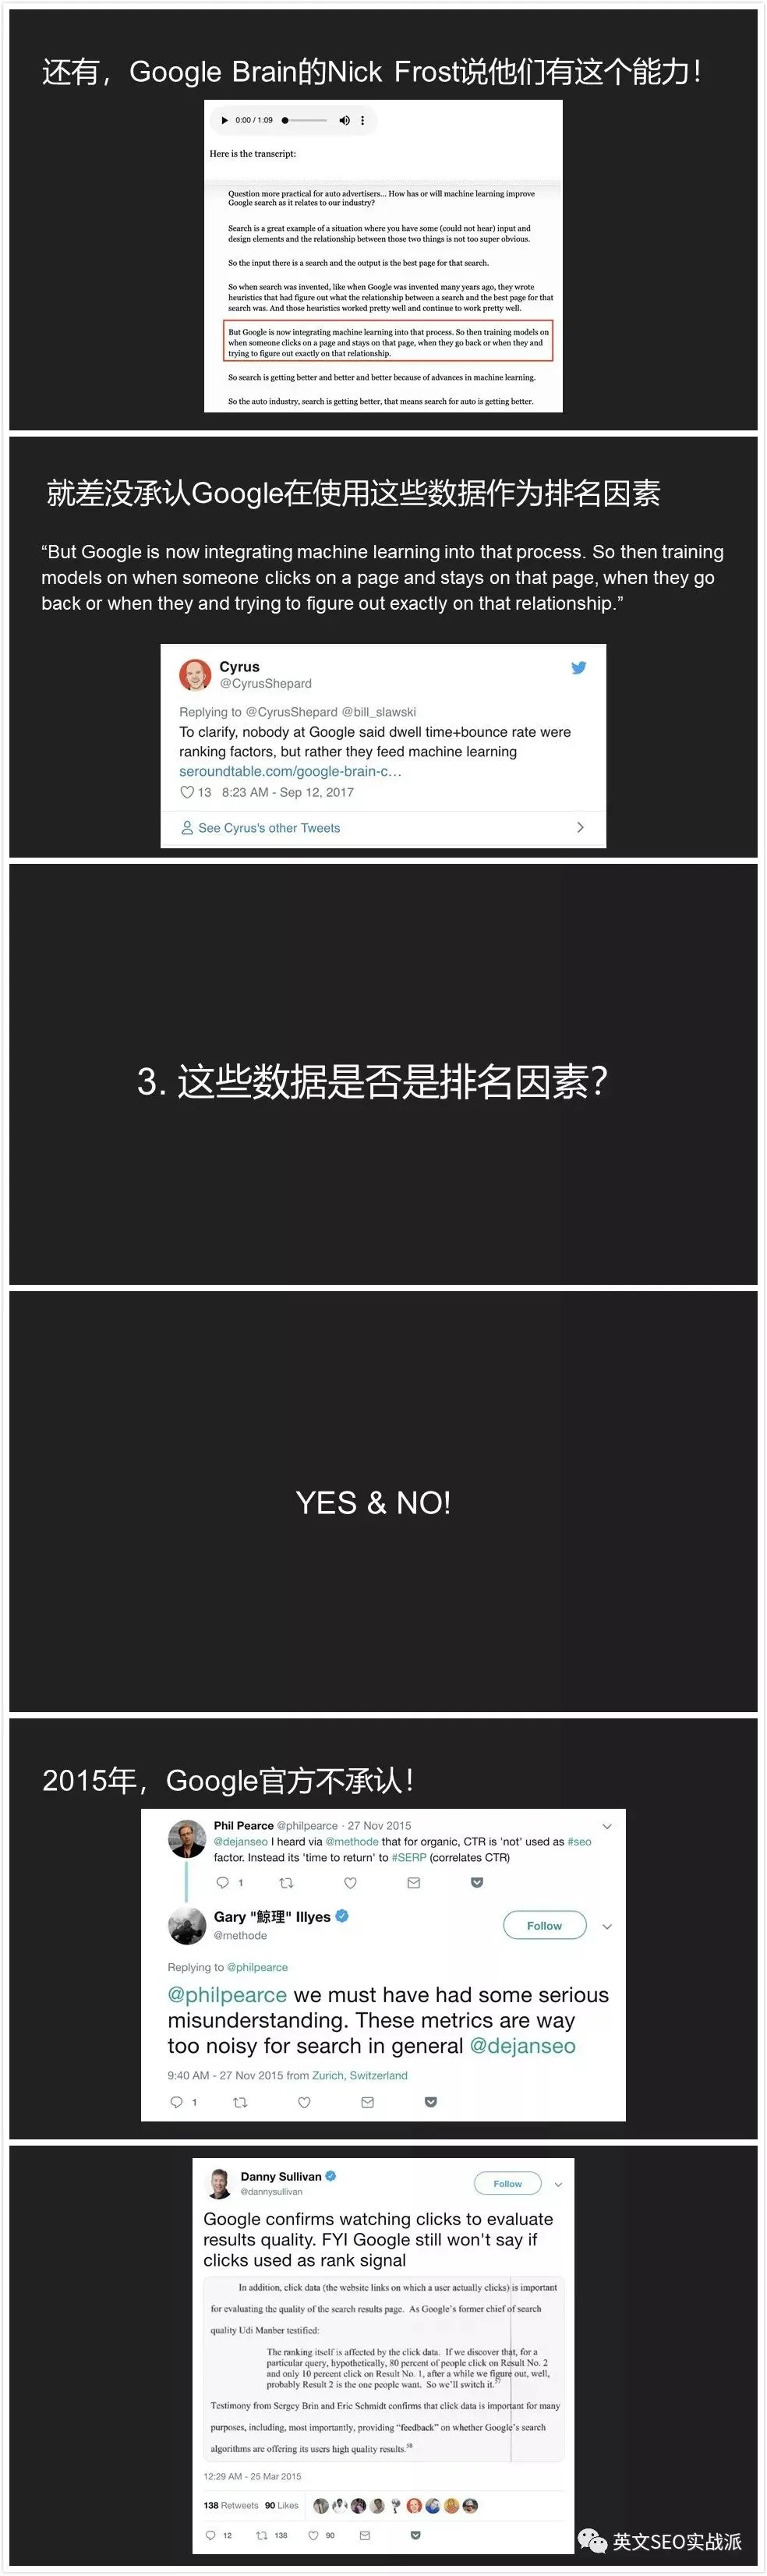 还有，Google Brain的Nick Frost说他们有这个能力！
0:00 / 1:09
Here is the transcript:
Question more practical for auto advertisers... How has or will machine learning improve
Google search as it relates to our industry?
Search is a great example of a situation where you have some (could not hear) input and
design elements and the relationship between those two things is not too super obvious.
So the input there is a search and the output is the best page for that search.
So when search was invented, like when Google was invented many years ago, they wrote
heuristics that had figure out what the relationship between a search and the best page for that
search was. And those heuristics worked pretty well and continue to work pretty well.
But Google is now integrating machine learning into that process. So then training models on
when someone clicks on a page and stays on that page, when they go back or when they and
trying to figure out exactly on that relationship.
So search is getting better and better and better because of advances in machine learning.
So the auto industry, search is getting better, that means search for auto is getting better.
就差没承认Google在使用这些数据作为排名因素
“But Google is now integrating machine learning into that process. So then training
models on when someone clicks on a page and stays on that page, when they go
back or when they and trying to figure out exactly on that relationship.”
Cyrus
@CyrusShepard
Replying to @CyrusShepard @bill_slawski
To clarify, nobody at Google said dwell time+bounce rate were
ranking factors, but rather they feed machine learning
seroundtable.com/google-brain-c…
13 8:23 AM - Sep 12, 2017
See Cyrus's other Tweets
3. 这些数据是否是排名因素？
YES & NO!
2015年，Google官方不承认！
Phil Pearce @philpearce · 27 Nov 2015
@dejanseo I heard via @methode that for organic, CTR is 'not' used as #seo
factor. Instead its 'time to return' to #SERP (correlates CTR)
1
Gary "鯨理" Illyes
@methode
Follow
Replying to @philpearce
@philpearce we must have had some serious
misunderstanding. These metrics are way
too noisy for search in general @dejanseo
9:40 AM - 27 Nov 2015 from Zurich, Switzerland
1
Danny Sullivan
@dannysullivan
Follow
Google confirms watching clicks to evaluate
results quality. FYI Google still won't say if
clicks used as rank signal
In addition, click data (the website links on which a user actually clicks) is important
for evaluating the quality of the search results page. As Google's former chief of search
quality Udi Manber testified:
The ranking itself is affected by the click data. If we discover that, for a
particular query, hypothetically, 80 percent of people click on Result No. 2
and only 10 percent click on Result No. 1, after a while we figure out, well,
probably Result 2 is the one people want. So we'll switch it.57
Testimony from Sergey Brin and Eric Schmidt confirms that click data is important for many
purposes, including, most importantly, providing “feedback” on whether Google's search
algorithms are offering its users high quality results.58
12:29 AM - 25 Mar 2015
138 Retweets 90 Likes
12 138 90
英文SEO实战派